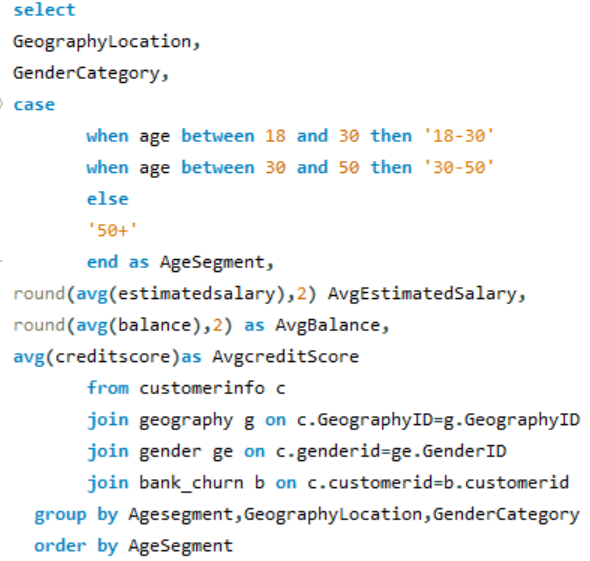 select
GeographyLocation,
GenderCategory,
case
when age between 18 and 30 then '18-30'
when age between 30 and 50 then '30-50'
else
'50+'
end as AgeSegment,
round(avg(estimatedsalary),2) AvgEstimatedSalary,
round(avg(balance),2) as AvgBalance,
avg(creditscore)as AvgcreditScore
from customerinfo c
join geography g on c.GeographyID=g.GeographyID
join gender ge on c.genderid=ge.GenderID
join bank_churn b on c.customerid=b.customerid
group by Agesegment,GeographyLocation,GenderCategory
order by AgeSegment